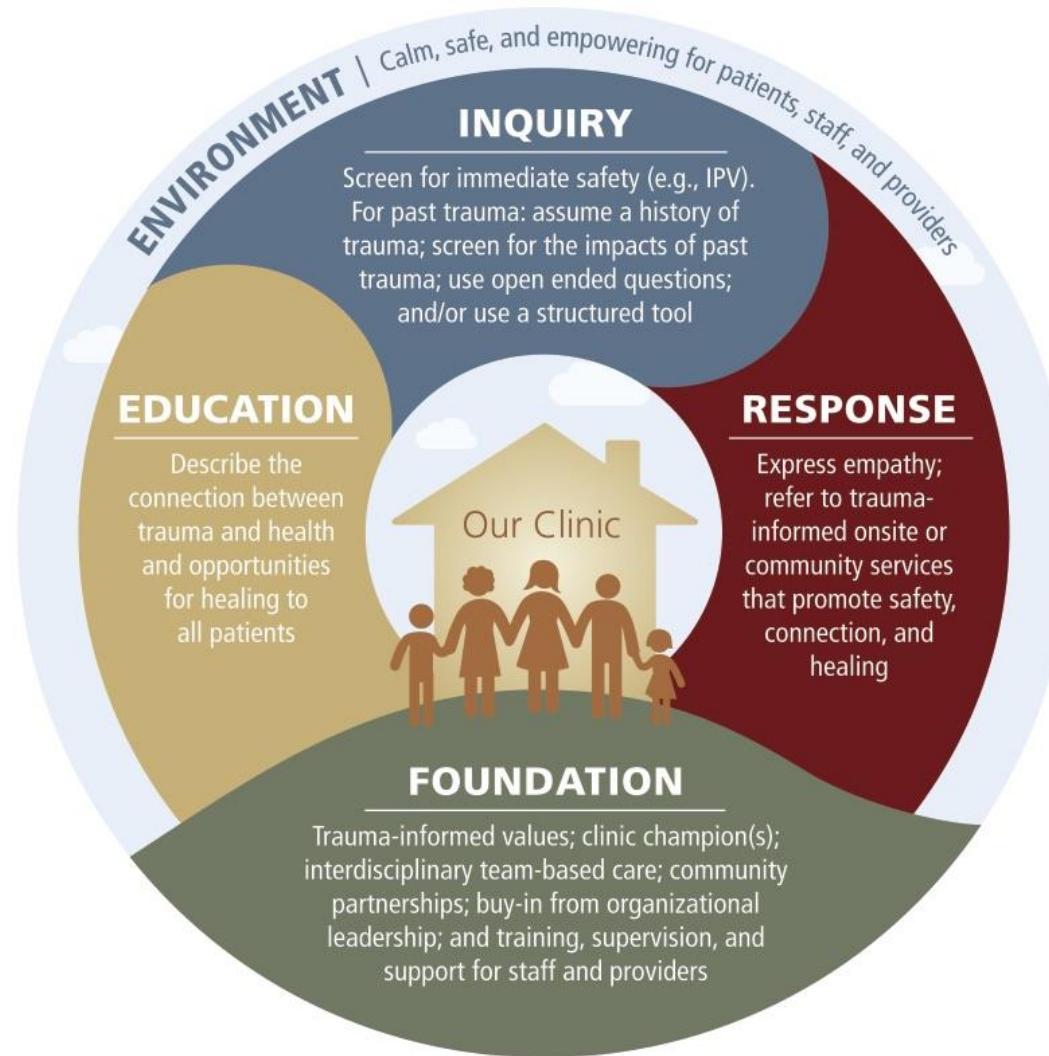 ENVIRONMENT | Calm, safe, and empowering for patients, staff, and providers
INQUIRY
Screen for immediate safety (e.g., IPV).
For past trauma: assume a history of
trauma; screen for the impacts of past
trauma; use open ended questions;
and/or use a structured tool
EDUCATION
Describe the
connection between
trauma and health
and opportunities
for healing to
all patients
RESPONSE
Express empathy;
refer to trauma-
informed onsite or
community services
that promote safety,
connection, and
healing
Our Clinic
FOUNDATION
Trauma-informed values; clinic champion(s);
interdisciplinary team-based care; community
partnerships; buy-in from organizational
leadership; and training, supervision, and
support for staff and providers